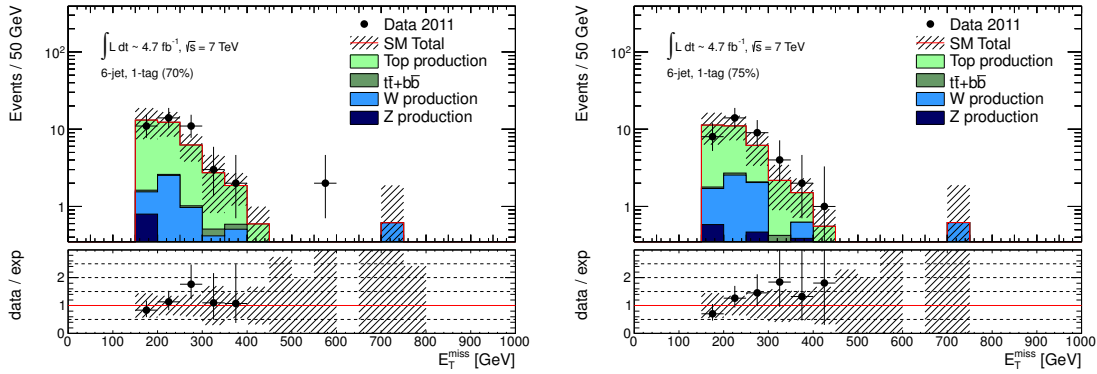 Events / 50 GeV
10²
10
1
∫ L dt ~ 4.7 fb⁻¹, √s = 7 TeV
6-jet, 1-tag (70%)
Data 2011
SM Total
Top production
tt̄+bb̄
W production
Z production
data / exp
2
1
0
0 100 200 300 400 500 600 700 800 900 1000
E_T^miss [GeV]
Events / 50 GeV
10²
10
1
∫ L dt ~ 4.7 fb⁻¹, √s = 7 TeV
6-jet, 1-tag (75%)
Data 2011
SM Total
Top production
tt̄+bb̄
W production
Z production
data / exp
2
1
0
0 100 200 300 400 500 600 700 800 900 1000
E_T^miss [GeV]